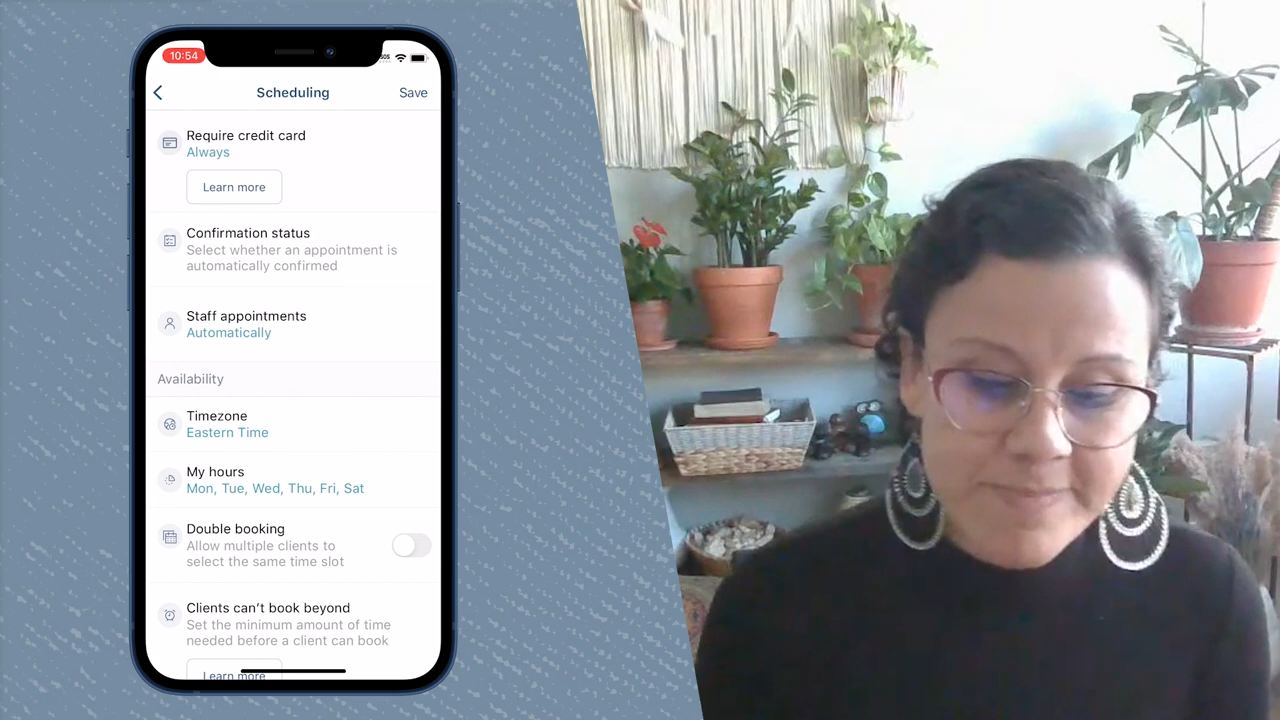 10:54
SOS
Scheduling
Save
Require credit card
Always
Learn more
Confirmation status
Select whether an appointment is
automatically confirmed
Staff appointments
Automatically
Availability
Timezone
Eastern Time
My hours
Mon, Tue, Wed, Thu, Fri, Sat
Double booking
Allow multiple clients to
select the same time slot
Clients can’t book beyond
Set the minimum amount of time
needed before a client can book
Learn more